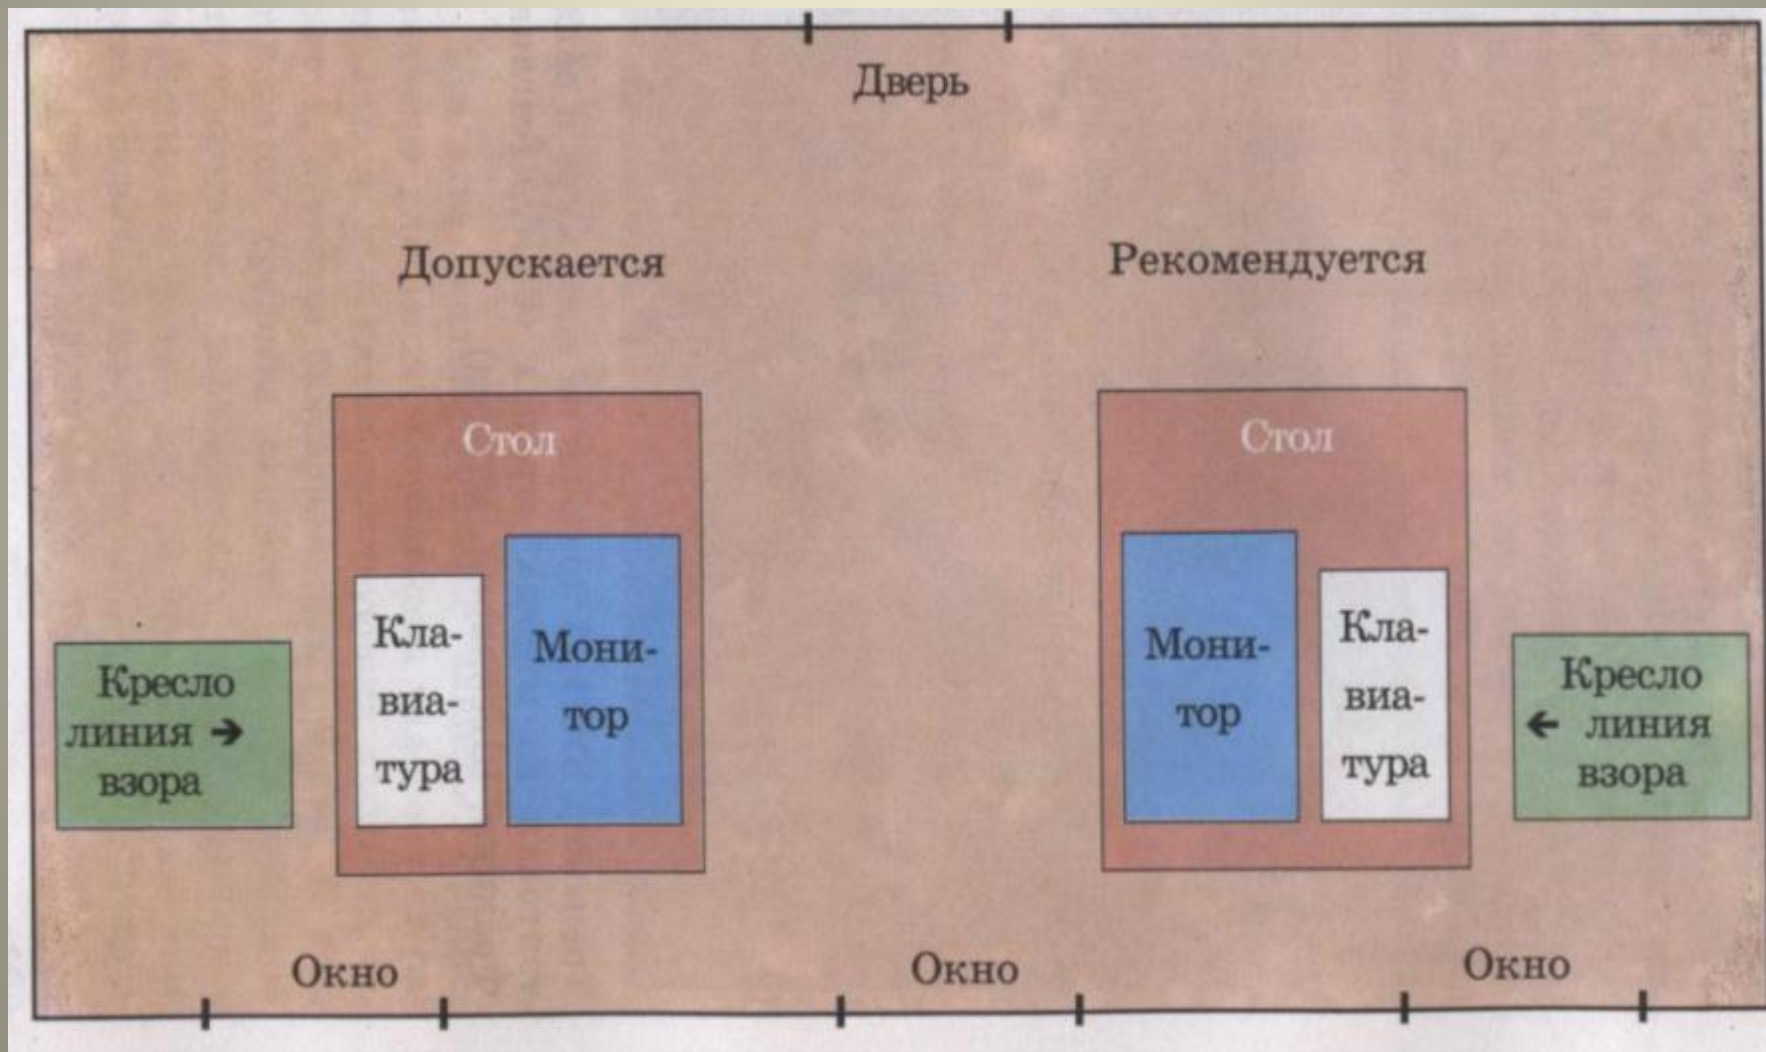 Дверь
Допускается
Рекомендуется
Стол
Кла-
виа-
тура
Мони-
тор
Кресло
линия →
взора
Стол
Мони-
тор
Кла-
виа-
тура
Кресло
← линия
взора
Окно
Окно
Окно